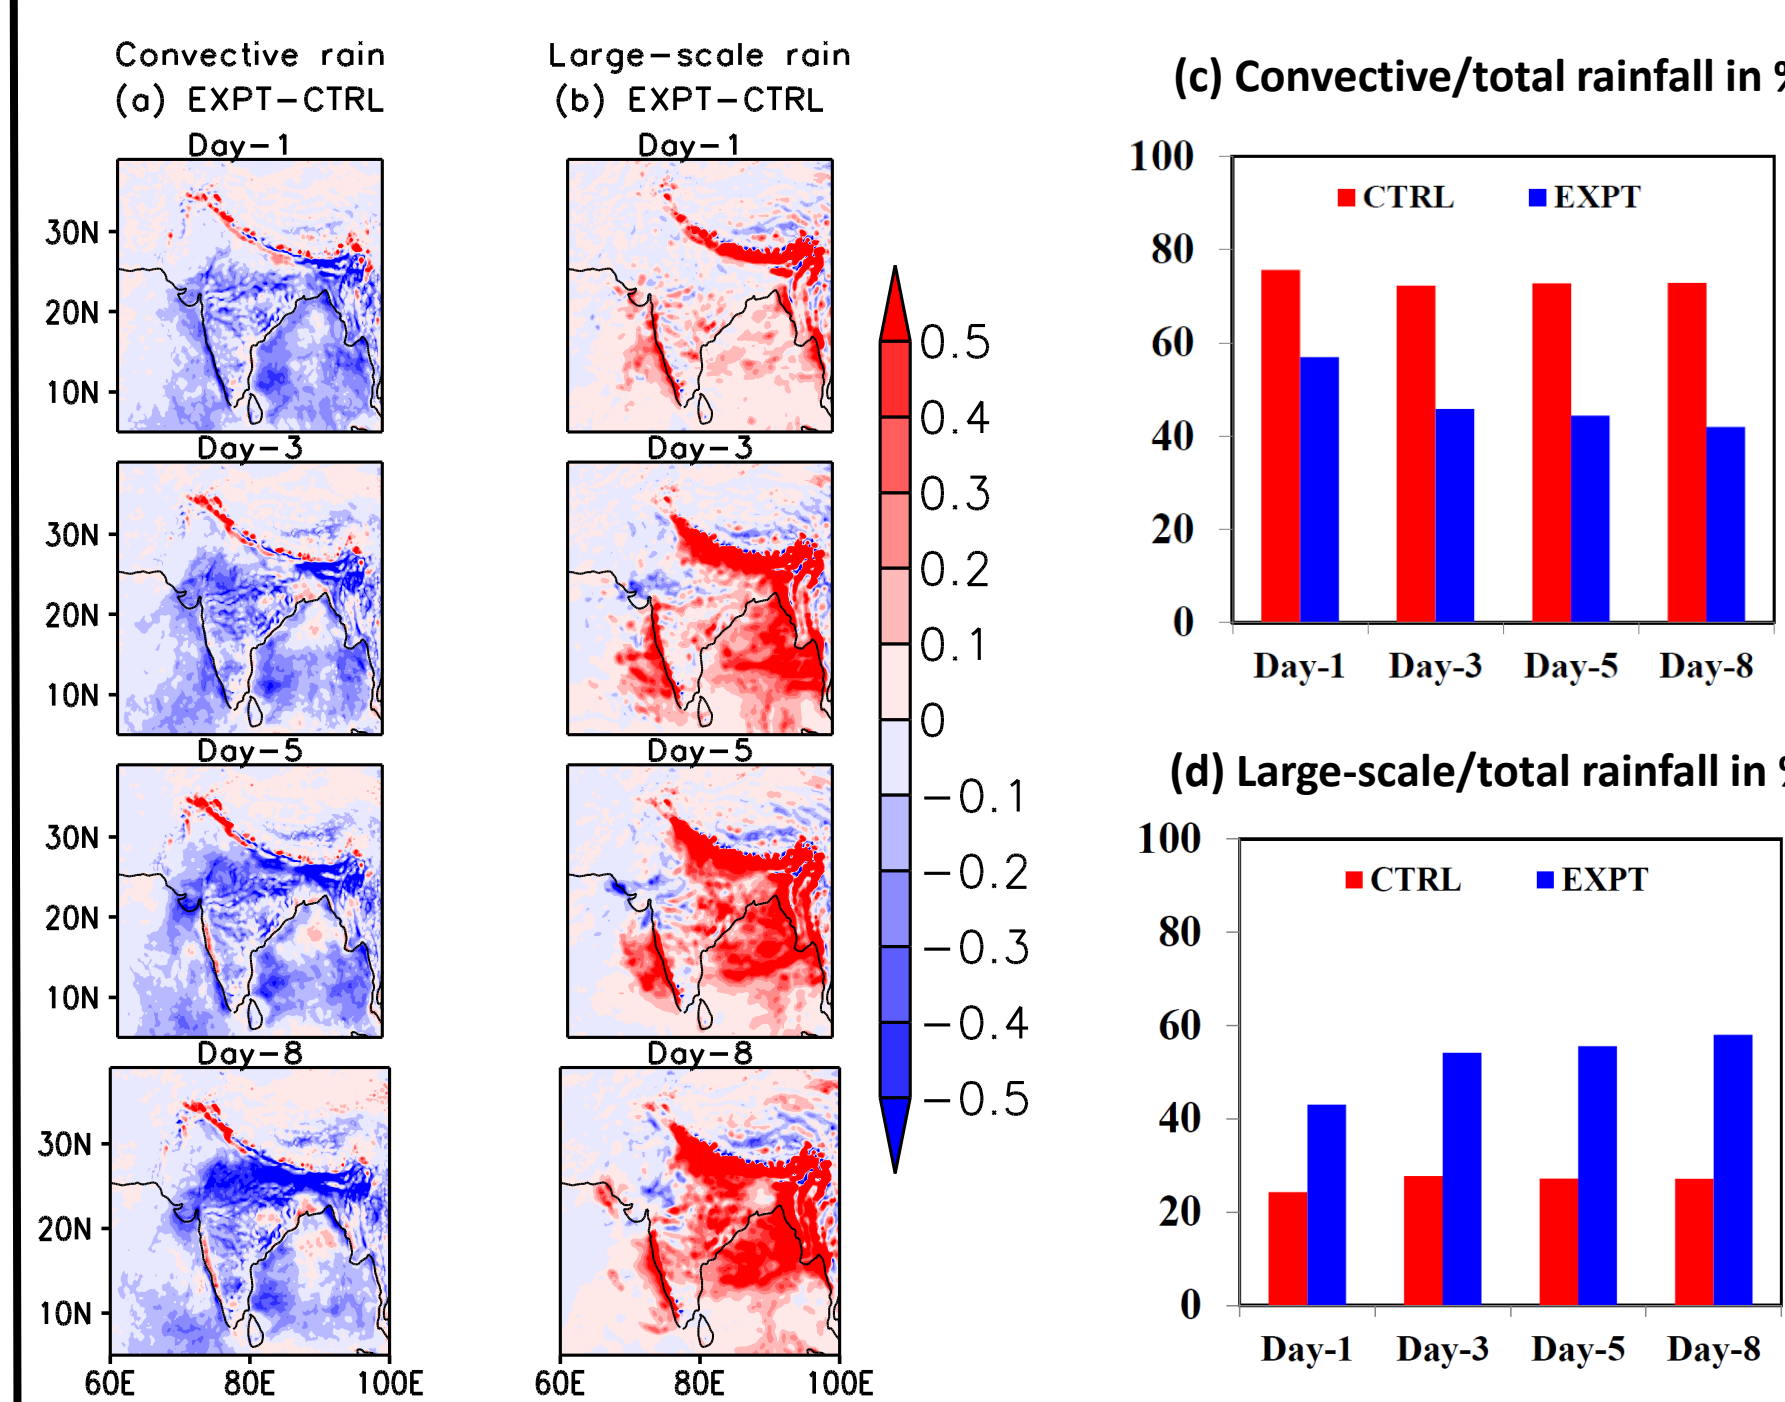 Convective rain
(a) EXPT-CTRL
Day-1
30N
20N
10N
Day-3
30N
20N
10N
Day-5
30N
20N
10N
Day-8
30N
20N
10N
60E 80E 100E
Large-scale rain
(b) EXPT-CTRL
Day-1
Day-3
Day-5
Day-8
60E 80E 100E
0.5
0.4
0.3
0.2
0.1
0
-0.1
-0.2
-0.3
-0.4
-0.5
(c) Convective/total rainfall in %
100
80
60
40
20
0
CTRL EXPT
Day-1 Day-3 Day-5 Day-8
(d) Large-scale/total rainfall in %
100
80
60
40
20
0
CTRL EXPT
Day-1 Day-3 Day-5 Day-8